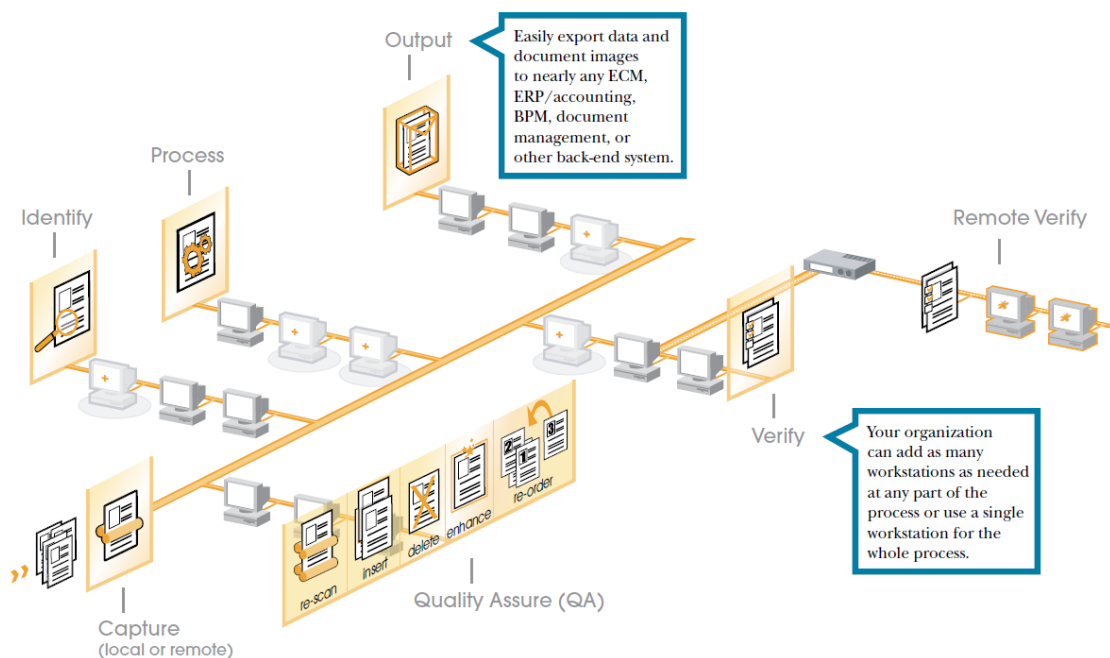 Output
Easily export data and
document images
to nearly any ECM,
ERP/accounting,
BPM, document
management, or
other back-end system.
Process
Identify
Remote Verify
Verify
Your organization
can add as many
workstations as needed
at any part of the
process or use a single
workstation for the
whole process.
re-scan
insert
delete
enhance
re-order
2
1
3
Quality Assure (QA)
Capture
(local or remote)